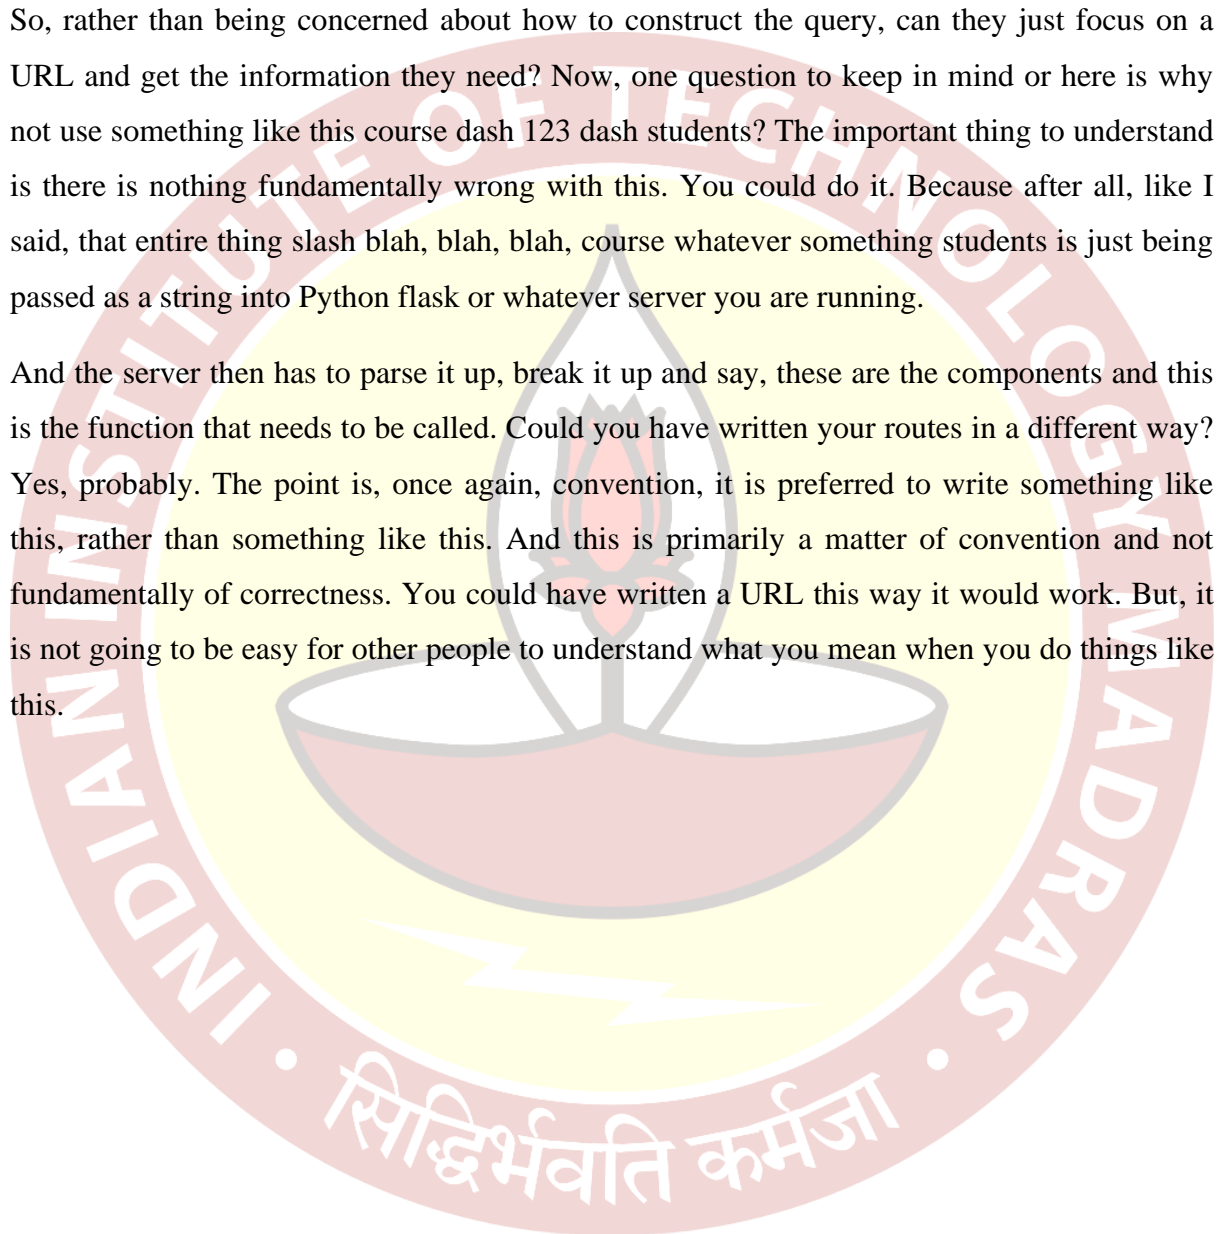 So, rather than being concerned about how to construct the query, can they just focus on a
URL and get the information they need? Now, one question to keep in mind or here is why
not use something like this course dash 123 dash students? The important thing to understand
is there is nothing fundamentally wrong with this. You could do it. Because after all, like I
said, that entire thing slash blah, blah, blah, course whatever something students is just being
passed as a string into Python flask or whatever server you are running.
And the server then has to parse it up, break it up and say, these are the components and this
is the function that needs to be called. Could you have written your routes in a different way?
Yes, probably. The point is, once again, convention, it is preferred to write something like
this, rather than something like this. And this is primarily a matter of convention and not
fundamentally of correctness. You could have written a URL this way it would work. But, it
is not going to be easy for other people to understand what you mean when you do things like
this.
INDIAN INSTITUTE OF TECHNOLOGY MADRAS
सिद्धिर्भवति कर्मजा